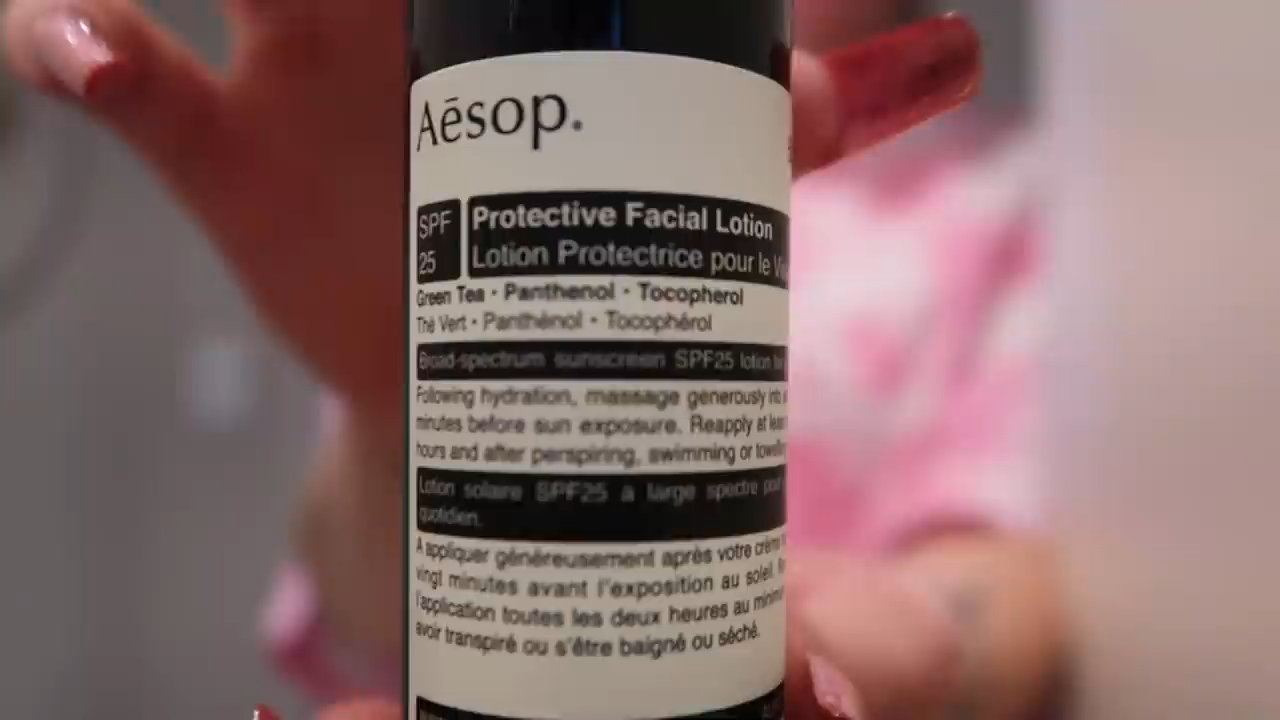 Aēsop.
SPF
25
Protective Facial Lotion
Lotion Protectrice pour le
Green Tea · Panthenol · Tocopherol
Thé Vert · Panthénol · Tocophérol
Broad-spectrum sunscreen SPF25 lotion
Following hydration, massage generously into
minutes before sun exposure. Reapply at
hours and after perspiring, swimming or
Lotion solaire SPF25 à large spectre pour
quotidien.
A appliquer généreusement après votre crème
vingt minutes avant l'exposition au soleil.
l'application toutes les deux heures au
avoir transpiré ou s'être baigné ou séché.